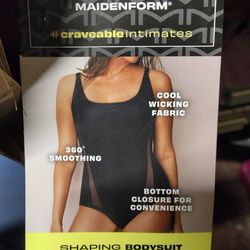 MAIDENFORM®
#craveableintimates
COOL
WICKING
FABRIC
360°
SMOOTHING
BOTTOM
CLOSURE FOR
CONVENIENCE
SHAPING BODYSUIT